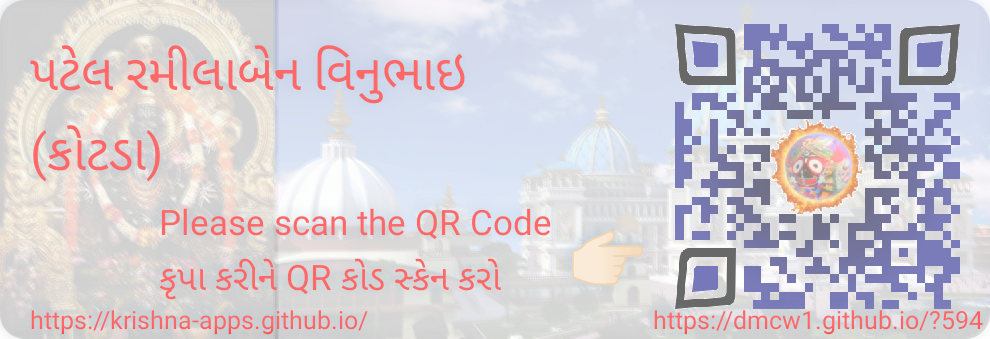 પટેલ રમીલાબેન વિનુભાઇ
(કોટડા)
Please scan the QR Code
કૃપા કરીને QR કોડ સ્કેન કરો
https://krishna-apps.github.io/
https://dmcw1.github.io/?594